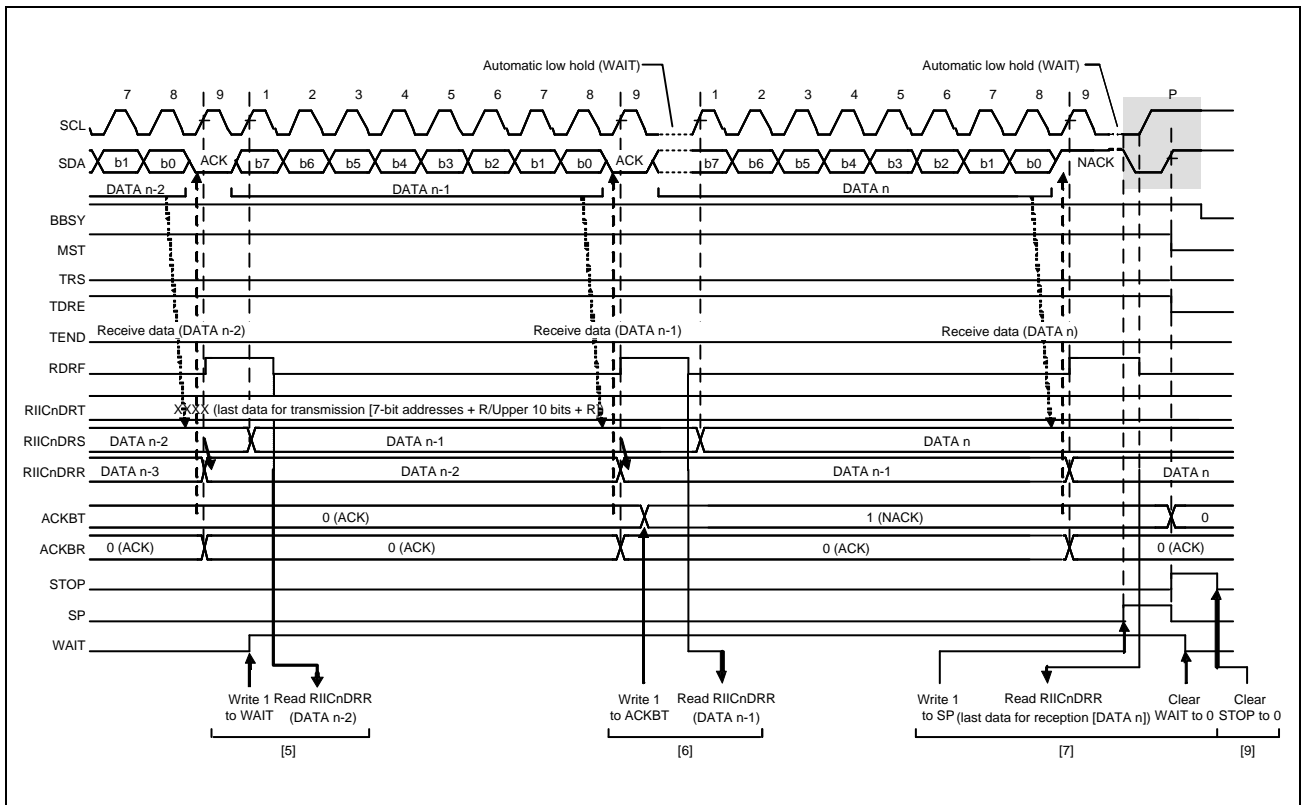 Automatic low hold (WAIT)
Automatic low hold (WAIT)
7 8 9 1 2 3 4 5 6 7 8 9 1 2 3 4 5 6 7 8 9 P
SCL
SDA b1 b0 ACK b7 b6 b5 b4 b3 b2 b1 b0 ACK b7 b6 b5 b4 b3 b2 b1 b0 NACK
DATA n-2 DATA n-1 DATA n
BBSY
MST
TRS
TDRE
TEND
Receive data (DATA n-2) Receive data (DATA n-1) Receive data (DATA n)
RDRF
RIICnDRT XXXX (last data for transmission [7-bit addresses + R/Upper 10 bits + R]
RIICnDRS DATA n-2 DATA n-1 DATA n
RIICnDRR DATA n-3 DATA n-2 DATA n-1 DATA n
ACKBT 0 (ACK) 1 (NACK) 0
ACKBR 0 (ACK) 0 (ACK) 0 (ACK) 0 (ACK)
STOP
SP
WAIT
Write 1 to WAIT
Read RIICnDRR (DATA n-2)
Write 1 to ACKBT
Read RIICnDRR (DATA n-1)
Write 1 to SP
Read RIICnDRR (last data for reception [DATA n])
Clear WAIT to 0
Clear STOP to 0
[5] [6] [7] [9]